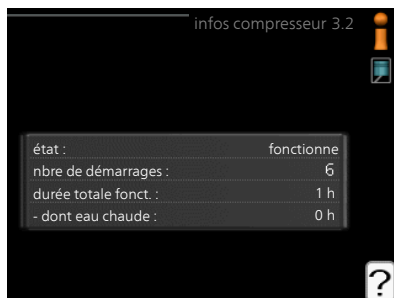 infos compresseur 3.2
état : fonctionne
nbre de démarrages : 6
durée totale fonct. : 1 h
- dont eau chaude : 0 h
?